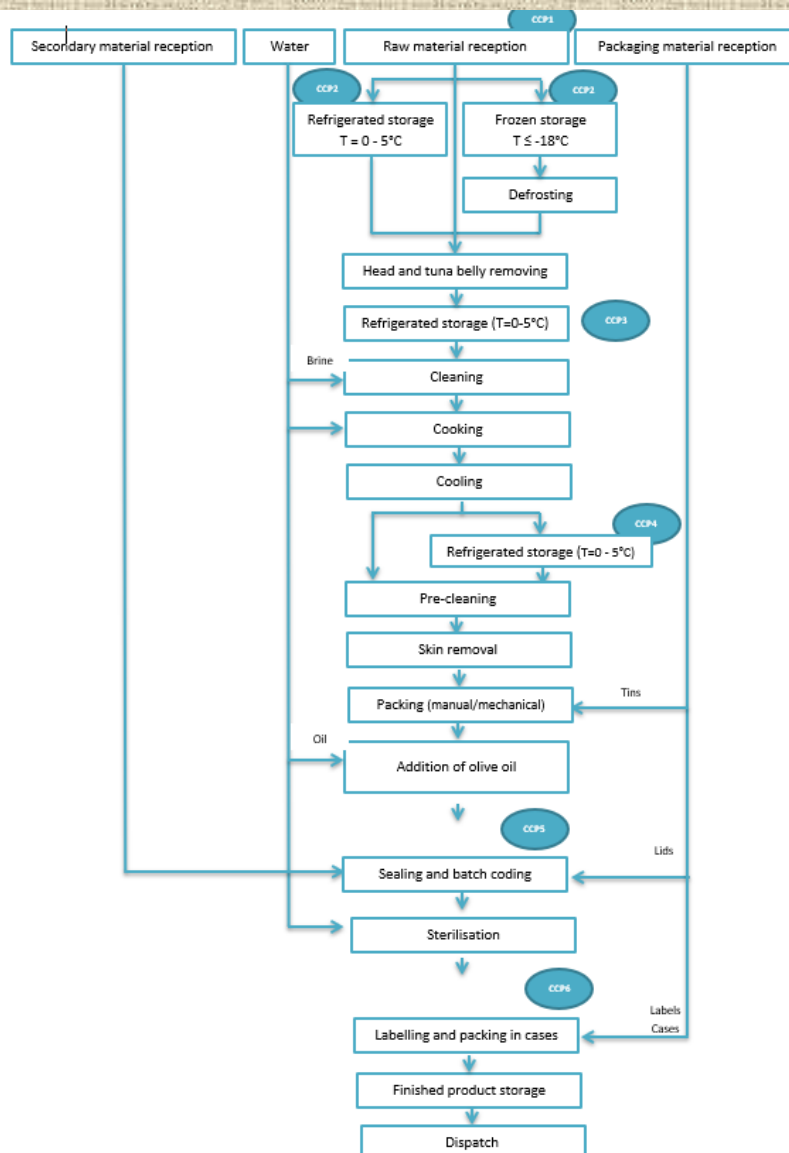 CCP1
Secondary material reception
Water
Raw material reception
Packaging material reception
CCP2
CCP2
Refrigerated storage
T = 0 - 5°C
Frozen storage
T ≤ -18°C
Defrosting
Head and tuna belly removing
Refrigerated storage (T=0-5°C)
CCP3
Brine
Cleaning
Cooking
Cooling
CCP4
Refrigerated storage (T=0 - 5°C)
Pre-cleaning
Skin removal
Packing (manual/mechanical)
Tins
Oil
Addition of olive oil
CCP5
Lids
Sealing and batch coding
Sterilisation
CCP6
Labels
Cases
Labelling and packing in cases
Finished product storage
Dispatch